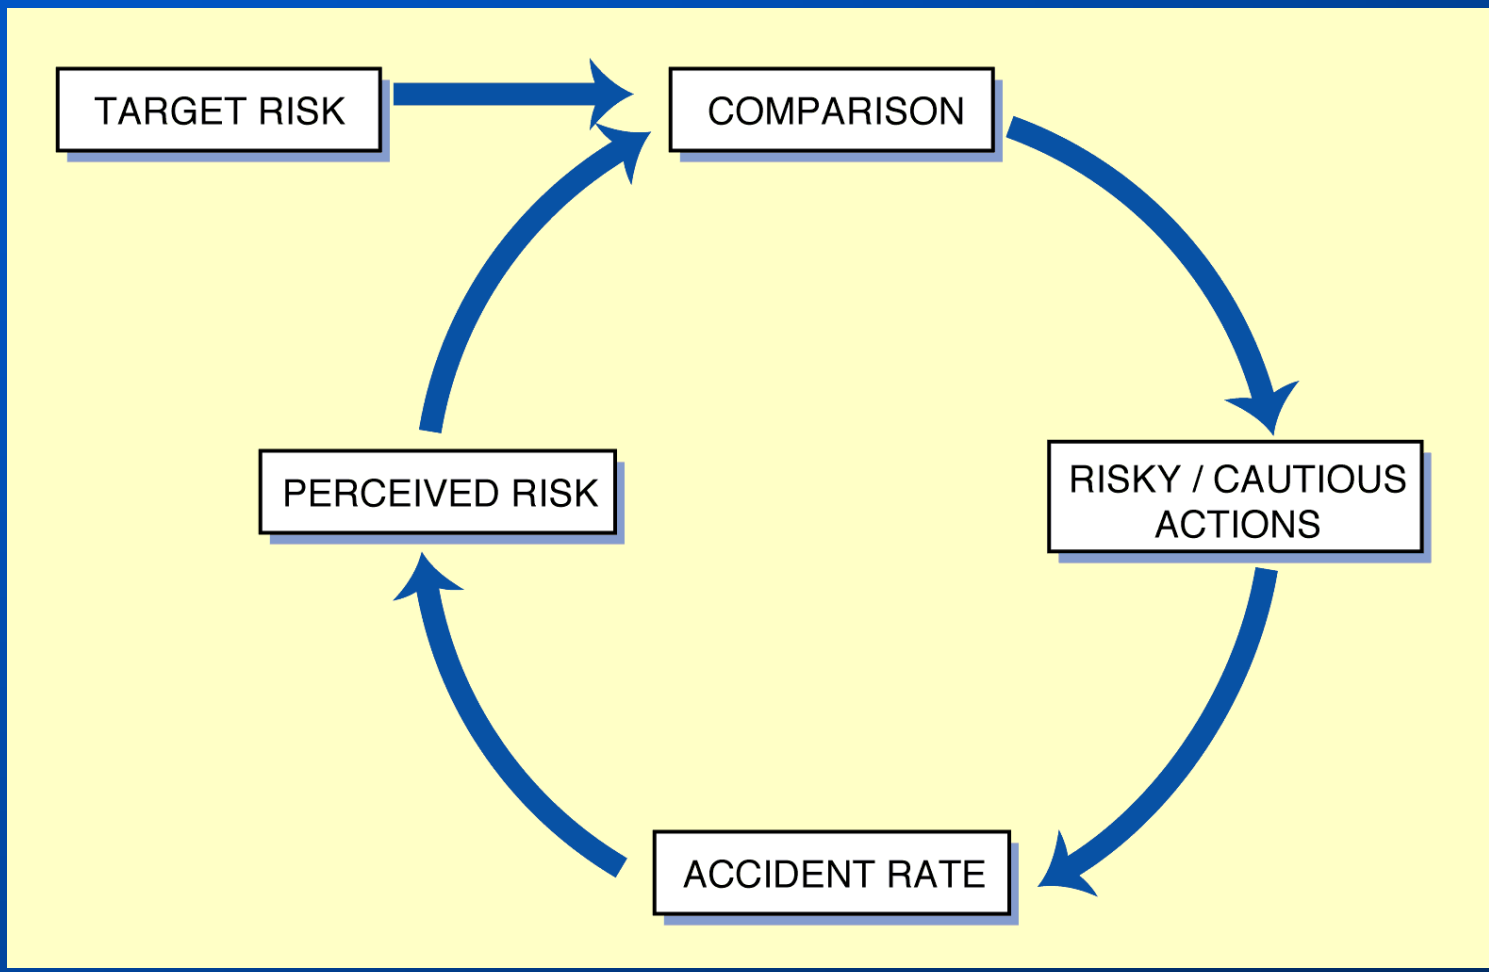 TARGET RISK
COMPARISON
PERCEIVED RISK
RISKY / CAUTIOUS
ACTIONS
ACCIDENT RATE